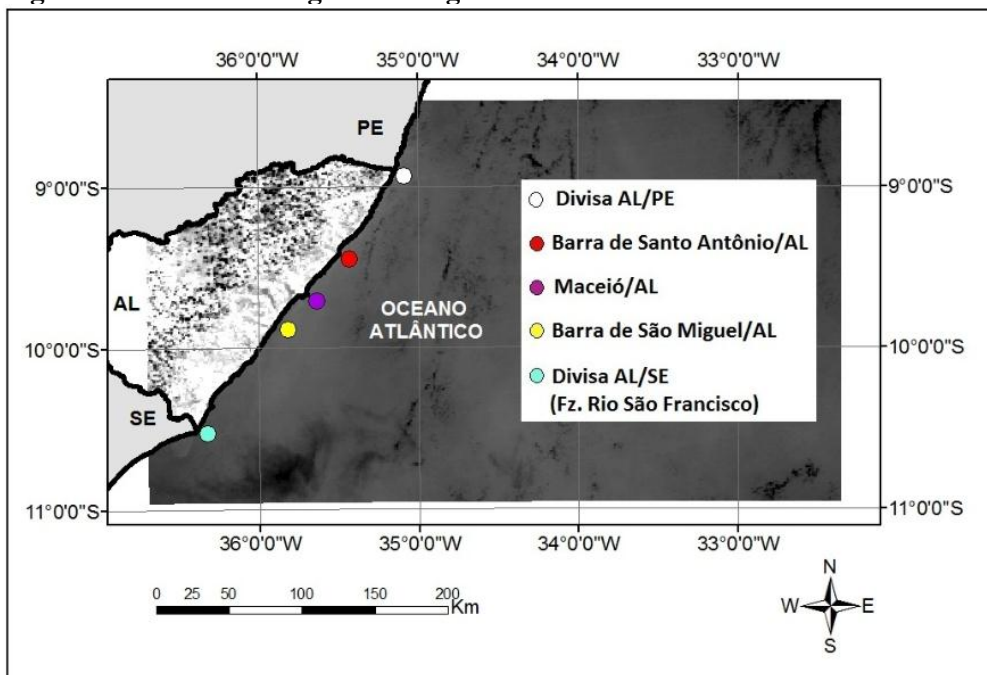 36°0'0"W 35°0'0"W 34°0'0"W 33°0'0"W
PE
9°0'0"S 9°0'0"S
Divisa AL/PE
Barra de Santo Antônio/AL
Maceió/AL
OCEANO
ATLÂNTICO
AL
Barra de São Miguel/AL
10°0'0"S 10°0'0"S
Divisa AL/SE
(Fz. Rio São Francisco)
SE
11°0'0"S 11°0'0"S
36°0'0"W 35°0'0"W 34°0'0"W 33°0'0"W
0 25 50 100 150 200
Km
N
W E
S